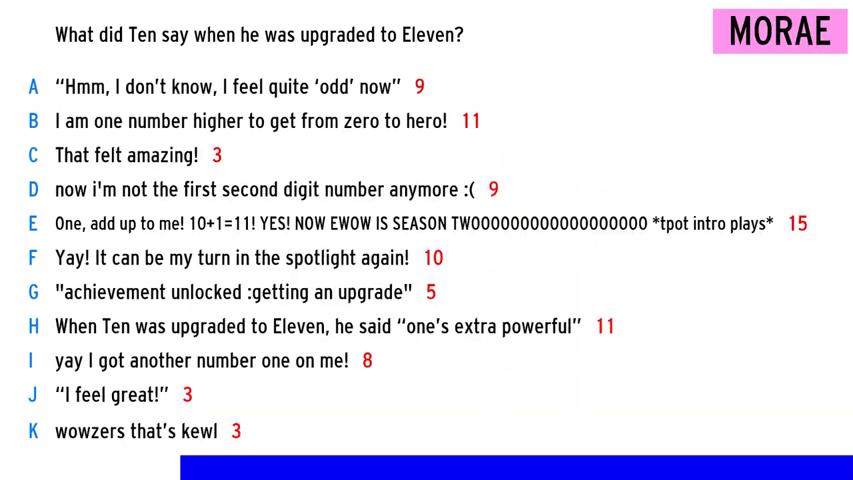 What did Ten say when he was upgraded to Eleven?
MORAE
A “Hmm, I don’t know, I feel quite ‘odd’ now” 9
B I am one number higher to get from zero to hero! 11
C That felt amazing! 3
D now i'm not the first second digit number anymore :( 9
E One, add up to me! 10+1=11! YES! NOW EWOW IS SEASON TWOOOOOOOOOOOOOOOOOO *tpot intro plays* 15
F Yay! It can be my turn in the spotlight again! 10
G "achievement unlocked :getting an upgrade" 5
H When Ten was upgraded to Eleven, he said “one’s extra powerful” 11
I yay I got another number one on me! 8
J “I feel great!” 3
K wowzers that’s kewl 3